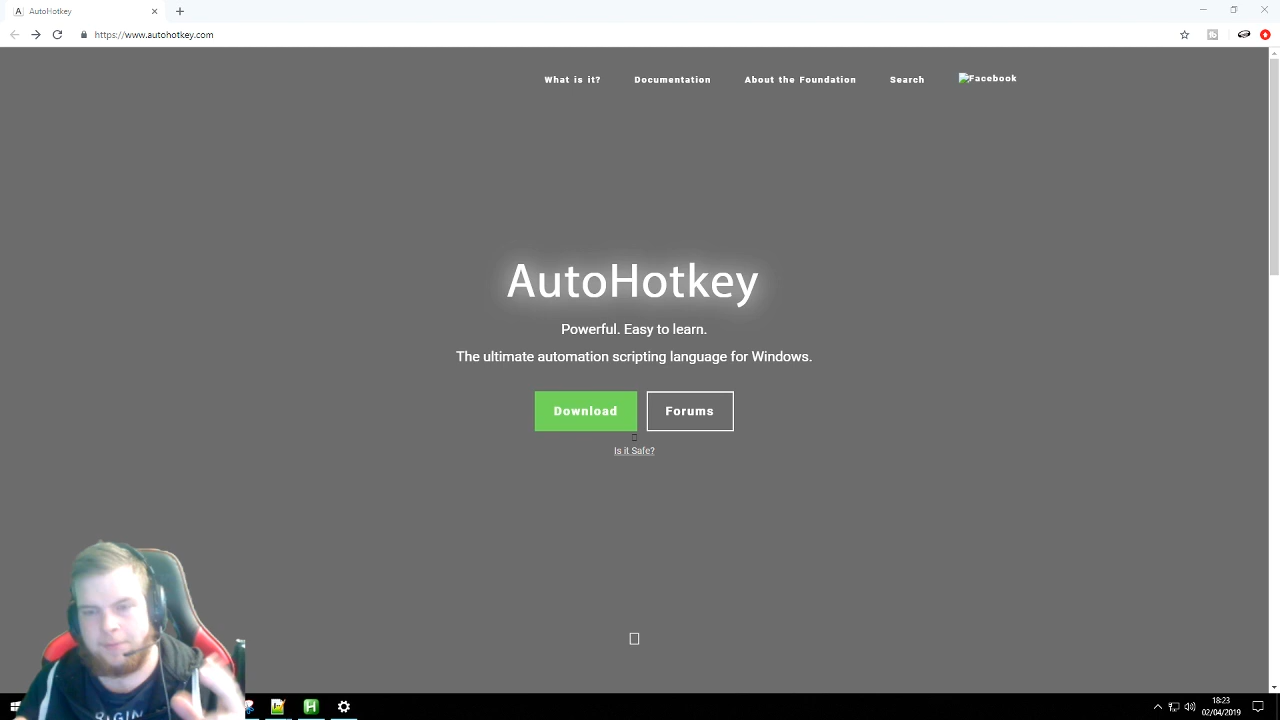 AutoHotkey
https://www.autohotkey.com
What is it?
Documentation
About the Foundation
Search
Facebook
AutoHotkey
Powerful. Easy to learn.
The ultimate automation scripting language for Windows.
Download
Forums
Is it Safe?
18:23
02/04/2019